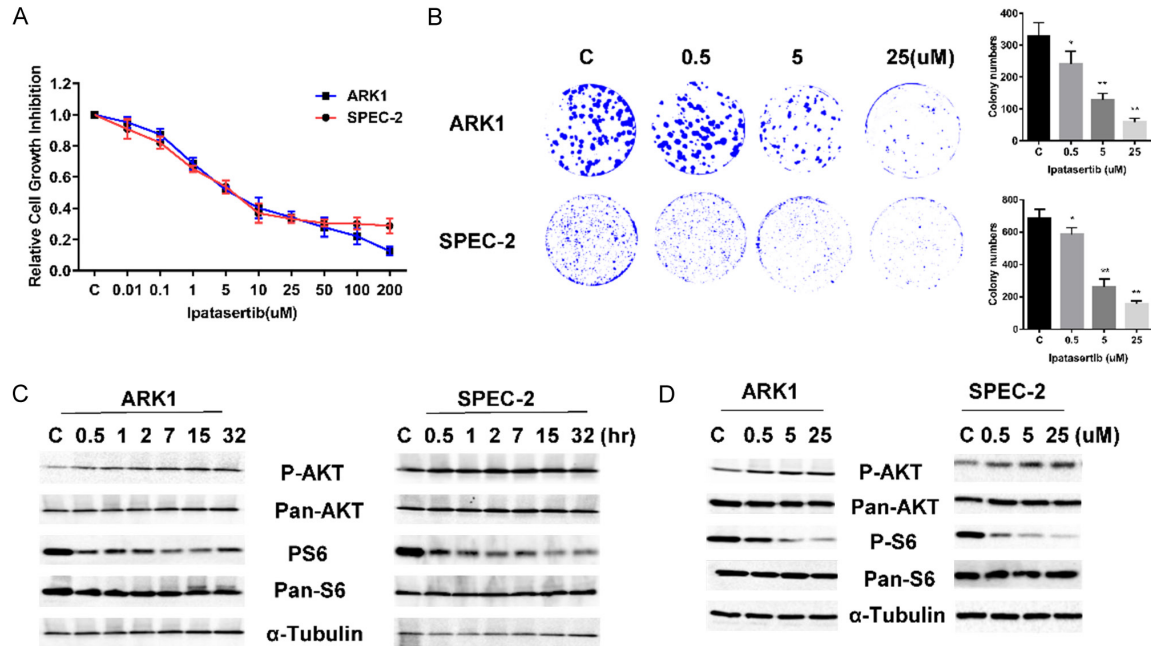 A
Relative Cell Growth Inhibition
1.2
1.0
0.8
0.6
0.4
0.2
0.0
ARK1
SPEC-2
C 0.01 0.1 1 5 10 25 50 100 200
Ipatasertib(uM)
B
C 0.5 5 25(uM)
ARK1
SPEC-2
Colony numbers
400
300
200
100
0
*
**
**
C 0.5 5 25
Ipatasertib (uM)
Colony numbers
800
600
400
200
0
*
**
**
C 0.5 5 25
Ipatasertib (uM)
C
ARK1 SPEC-2
C 0.5 1 2 7 15 32 C 0.5 1 2 7 15 32 (hr)
P-AKT
Pan-AKT
PS6
Pan-S6
α-Tubulin
D
ARK1 SPEC-2
C 0.5 5 25 C 0.5 5 25 (uM)
P-AKT
Pan-AKT
P-S6
Pan-S6
α-Tubulin